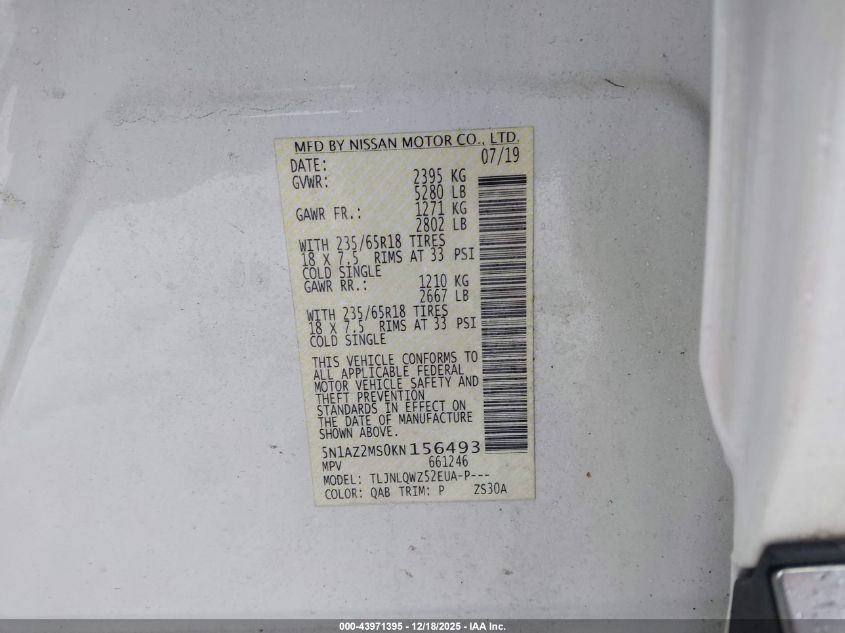 MFD BY NISSAN MOTOR CO., LTD.
DATE: 07/19
GVWR: 2395 KG
5280 LB
GAWR FR.: 1271 KG
2802 LB
WITH 235/65R18 TIRES
18 X 7.5 RIMS AT 33 PSI
COLD SINGLE
GAWR RR.: 1210 KG
2667 LB
WITH 235/65R18 TIRES
18 X 7.5 RIMS AT 33 PSI
COLD SINGLE
THIS VEHICLE CONFORMS TO
ALL APPLICABLE FEDERAL
MOTOR VEHICLE SAFETY AND
THEFT PREVENTION
STANDARDS IN EFFECT ON
THE DATE OF MANUFACTURE
SHOWN ABOVE.
5N1AZ2MS0KN156493
MPV 661246
MODEL: TLJNLQWZ52EUA-P---
COLOR: QAB TRIM: P ZS30A
000-43971395 - 12/18/2025 - IAA Inc.